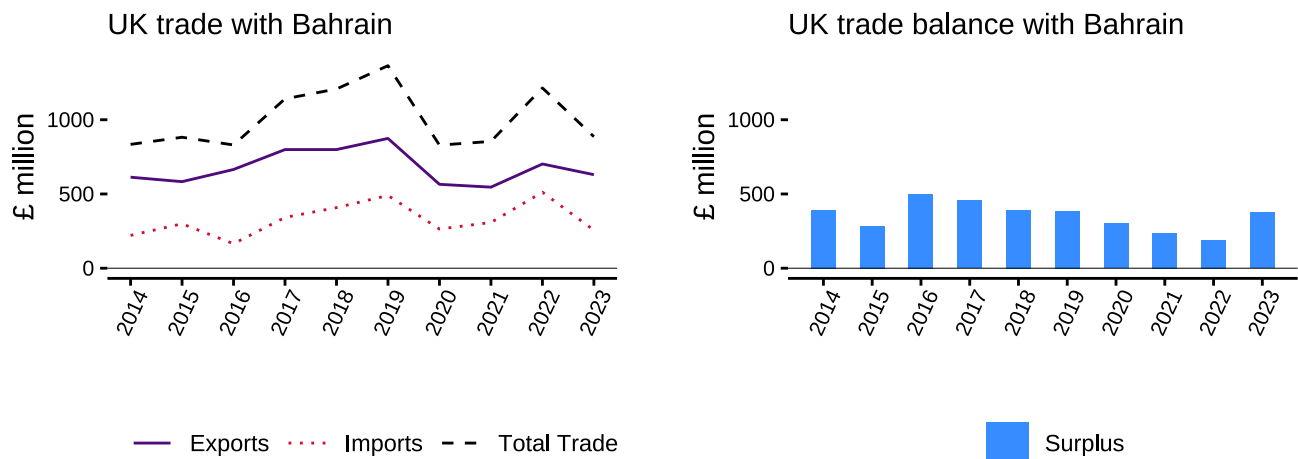 UK trade with Bahrain
£ million
1000
500
0
2014 2015 2016 2017 2018 2019 2020 2021 2022 2023
Exports Imports Total Trade
UK trade balance with Bahrain
£ million
1000
500
0
2014 2015 2016 2017 2018 2019 2020 2021 2022 2023
Surplus